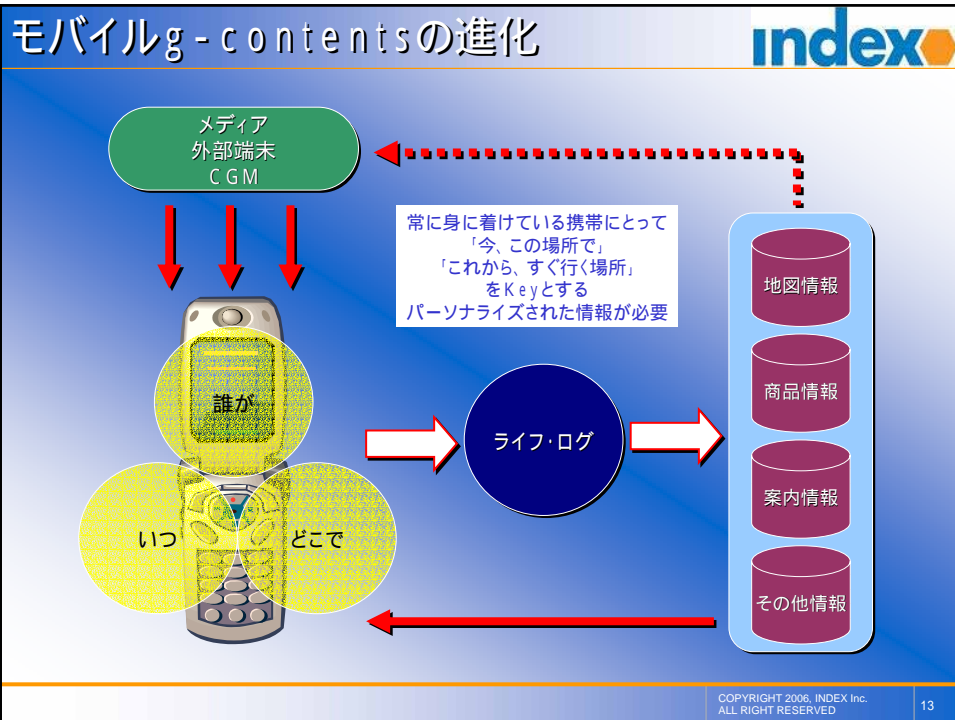 モバイルg-contentsの進化
index
メディア
外部端末
CGM
常に身に着けている携帯にとって
「今、この場所で」
「これから、すぐ行く場所」
をKeyとする
パーソナライズされた情報が必要
誰が
いつ
どこで
ライフ・ログ
地図情報
商品情報
案内情報
その他情報
COPYRIGHT 2006, INDEX Inc.
ALL RIGHT RESERVED
13